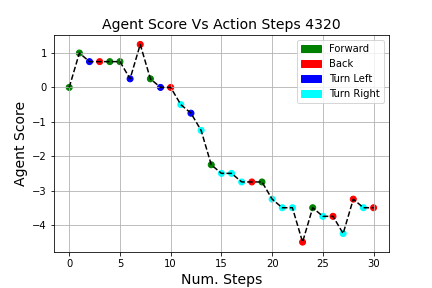 Agent Score Vs Action Steps 4320
Forward
Back
Turn Left
Turn Right
Agent Score
1
0
−1
−2
−3
−4
0 5 10 15 20 25 30
Num. Steps